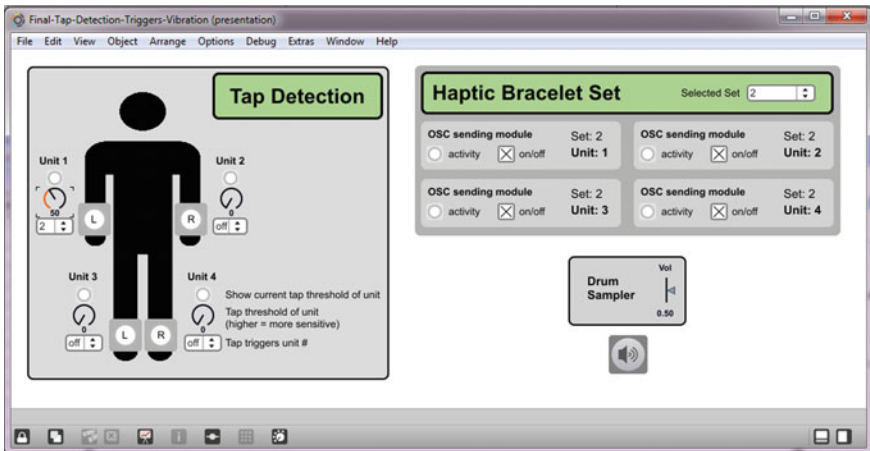 Final-Tap-Detection-Triggers-Vibration (presentation)
File Edit View Object Arrange Options Debug Extras Window Help
Tap Detection
Unit 1
50
2
L
Unit 2
0
off
R
Unit 3
0
off
L
Unit 4
0
off
R
Show current tap threshold of unit
Tap threshold of unit
(higher = more sensitive)
Tap triggers unit #
Haptic Bracelet Set
Selected Set 2
OSC sending module Set: 2
activity on/off Unit: 1
OSC sending module Set: 2
activity on/off Unit: 2
OSC sending module Set: 2
activity on/off Unit: 3
OSC sending module Set: 2
activity on/off Unit: 4
Drum
Sampler
Vol
0.50